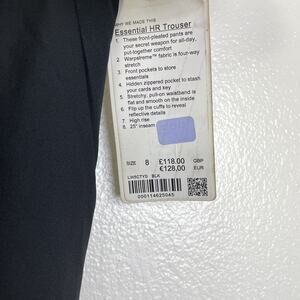 WHY WE MADE THIS
Essential HR Trouser
1. These front-pleated pants are
your secret weapon for all-day,
put-together comfort
2. Warpstreme™ fabric is four-way
stretch
3. Front pockets to store
essentials
4. Hidden zippered pocket to stash
your cards and key
5. Stretchy, pull-on waistband is
flat and smooth on the inside
6. Flip up the cuffs to reveal
reflective details
7. High rise
8. 25" inseam
SIZE 8 £118.00 GBP
€128.00 EUR
LW5CTYS BLK
000114625045